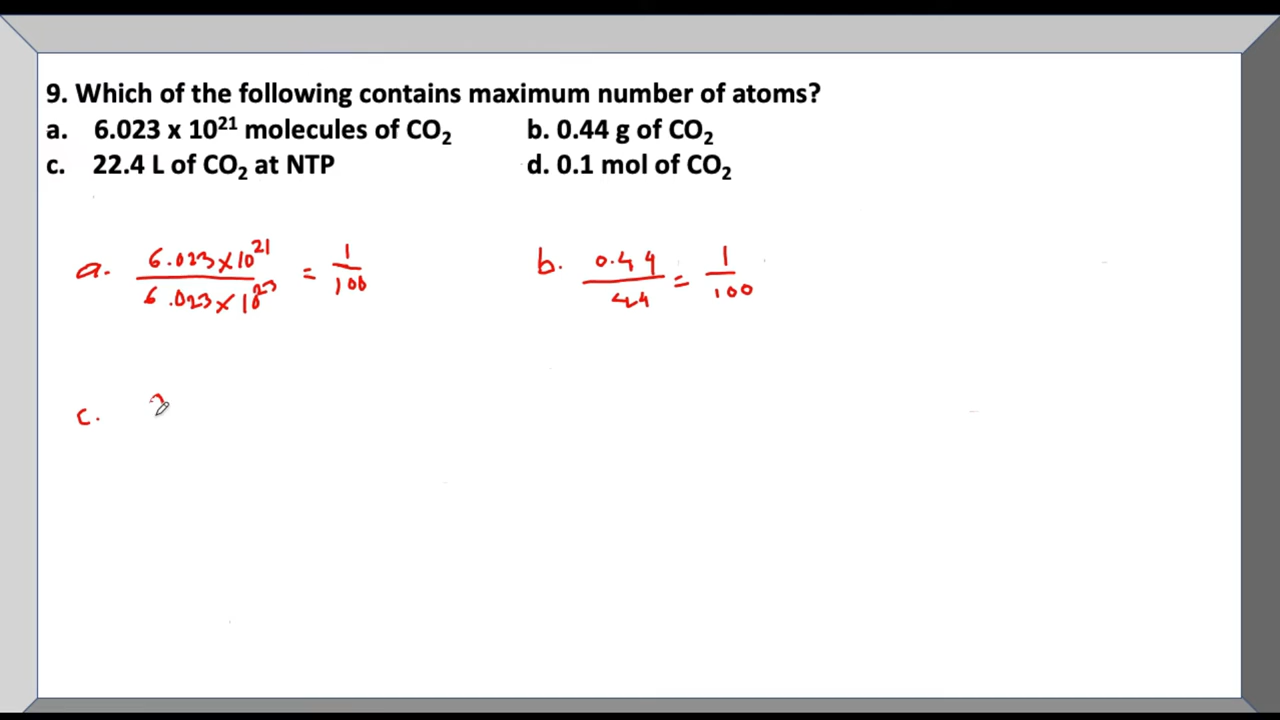 9. Which of the following contains maximum number of atoms?
a. 6.023 x 10²¹ molecules of CO₂ b. 0.44 g of CO₂
c. 22.4 L of CO₂ at NTP d. 0.1 mol of CO₂
a. 6.023×10²¹ / 6.023×10²³ = 1/100 b. 0.44 / 44 = 1/100
c.